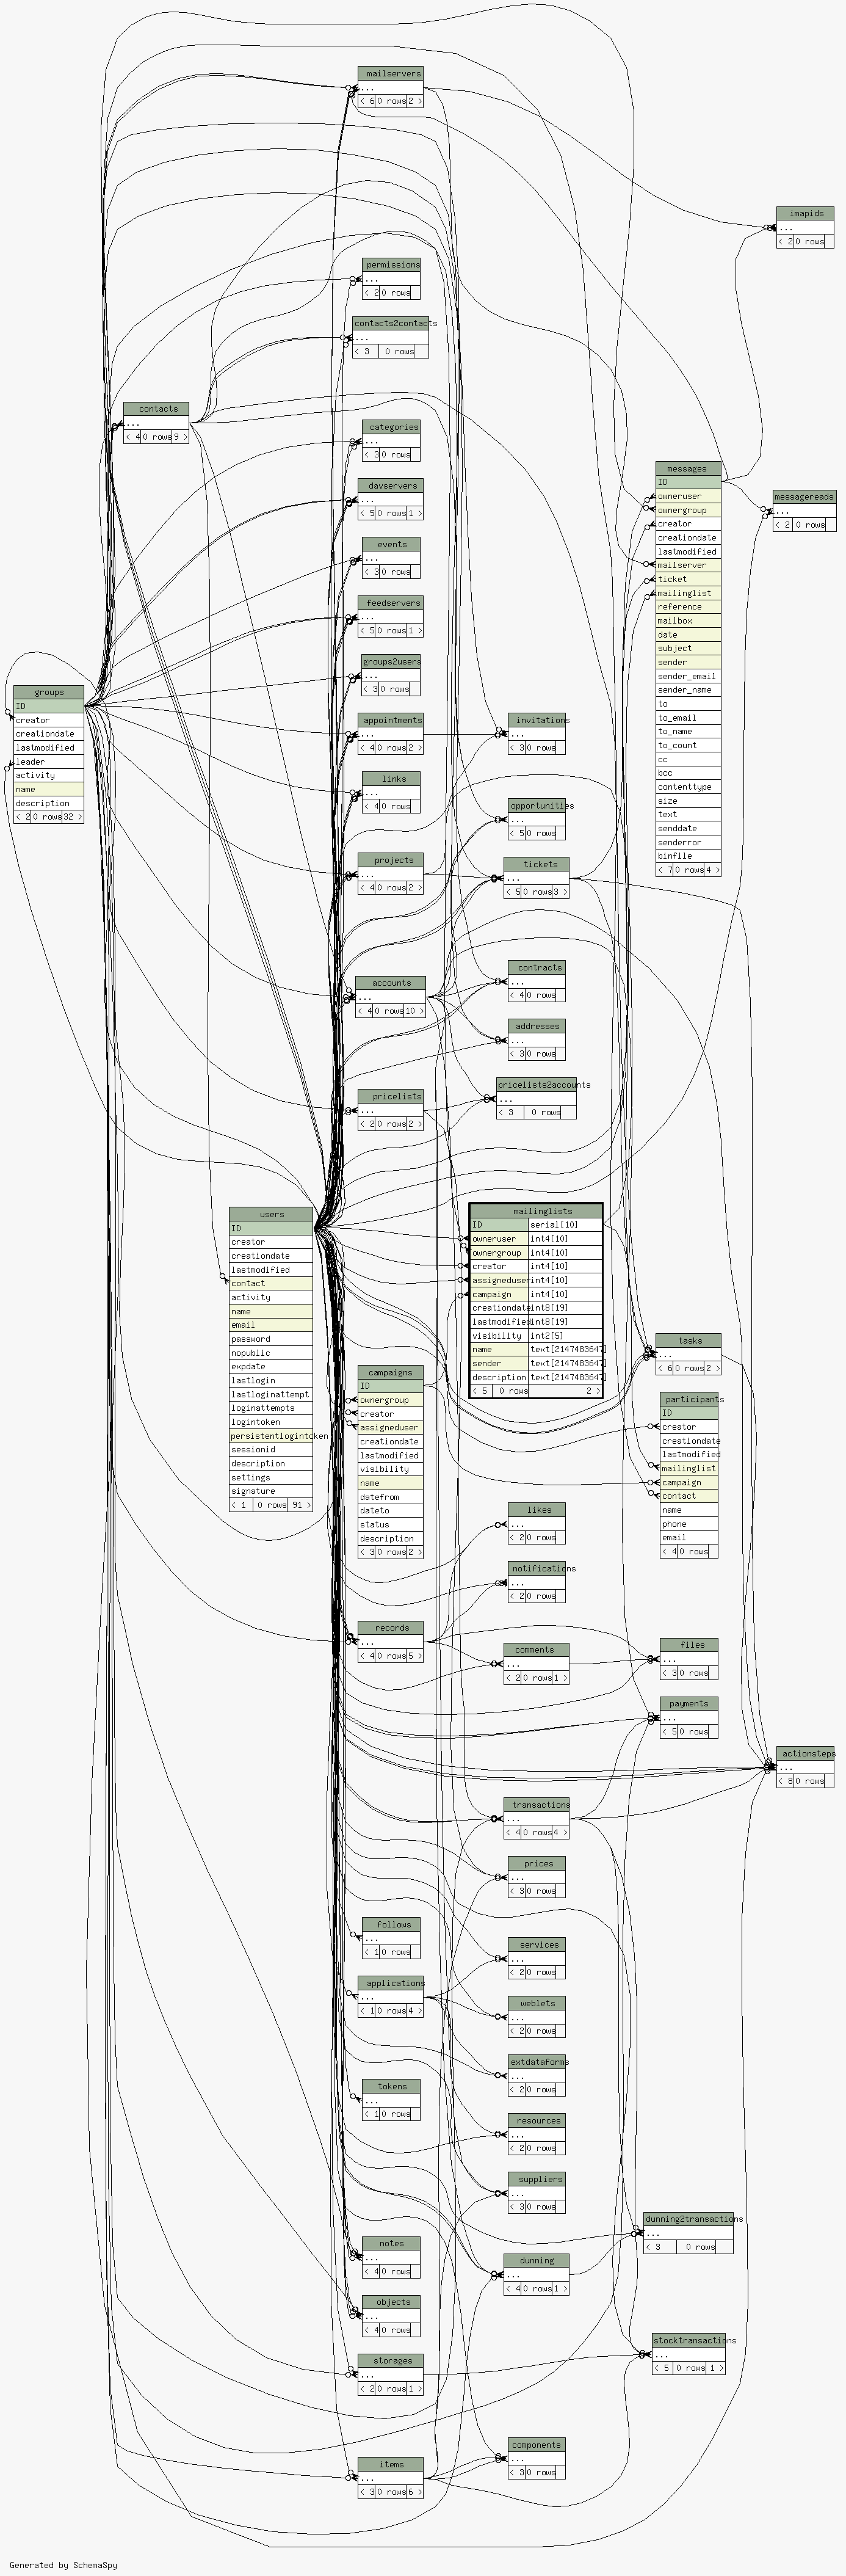 mailservers
...
< 6 0 rows 2 >
imapids
...
< 2 0 rows
permissions
...
< 2 0 rows
contacts2contacts
...
< 3 0 rows
contacts
...
< 4 0 rows 9 >
categories
...
< 3 0 rows
davservers
...
< 5 0 rows 1 >
events
...
< 3 0 rows
feedservers
...
< 5 0 rows 1 >
groups2users
...
< 3 0 rows
messages
ID
owneruser
ownergroup
creator
creationdate
lastmodified
mailserver
ticket
mailinglist
reference
mailbox
date
subject
sender
sender_email
sender_name
to
to_email
to_name
to_count
cc
bcc
contenttype
size
text
senddate
senderror
binfile
< 7 0 rows 4 >
messagereads
...
< 2 0 rows
groups
ID
creator
creationdate
lastmodified
leader
activity
name
description
< 2 0 rows 32 >
appointments
...
< 4 0 rows 2 >
invitations
...
< 3 0 rows
links
...
< 4 0 rows
opportunities
...
< 5 0 rows
projects
...
< 4 0 rows 2 >
tickets
...
< 5 0 rows 3 >
accounts
...
< 4 0 rows 10 >
contracts
...
< 4 0 rows
addresses
...
< 3 0 rows
pricelists
...
< 2 0 rows 2 >
pricelists2accounts
...
< 3 0 rows
users
ID
creator
creationdate
lastmodified
contact
activity
name
email
password
nopublic
expdate
lastlogin
lastloginattempt
loginattempts
logintoken
persistentlogintoken
sessionid
description
settings
signature
< 1 0 rows 91 >
mailinglists
ID serial[10]
owneruser int4[10]
ownergroup int4[10]
creator int4[10]
assigneduser int4[10]
campaign int4[10]
creationdate int8[19]
lastmodified int8[19]
visibility int2[5]
name text[2147483647]
sender text[2147483647]
description text[2147483647]
< 5 0 rows 2 >
tasks
...
< 6 0 rows 2 >
campaigns
ID
ownergroup
creator
assigneduser
creationdate
lastmodified
visibility
name
datefrom
dateto
status
description
< 3 0 rows 2 >
participants
ID
creator
creationdate
lastmodified
mailinglist
campaign
contact
name
phone
email
< 4 0 rows
likes
...
< 2 0 rows
notifications
...
< 2 0 rows
records
...
< 4 0 rows 5 >
comments
...
< 2 0 rows 1 >
files
...
< 3 0 rows
payments
...
< 5 0 rows
actionsteps
...
< 8 0 rows
transactions
...
< 4 0 rows 4 >
prices
...
< 3 0 rows
follows
...
< 1 0 rows
services
...
< 2 0 rows
applications
...
< 1 0 rows 4 >
weblets
...
< 2 0 rows
extdataforms
...
< 2 0 rows
tokens
...
< 1 0 rows
resources
...
< 2 0 rows
suppliers
...
< 3 0 rows
dunning2transactions
...
< 3 0 rows
notes
...
< 4 0 rows
dunning
...
< 4 0 rows 1 >
objects
...
< 4 0 rows
stocktransactions
...
< 5 0 rows 1 >
storages
...
< 2 0 rows 1 >
components
...
< 3 0 rows
items
...
< 3 0 rows 6 >
Generated by SchemaSpy